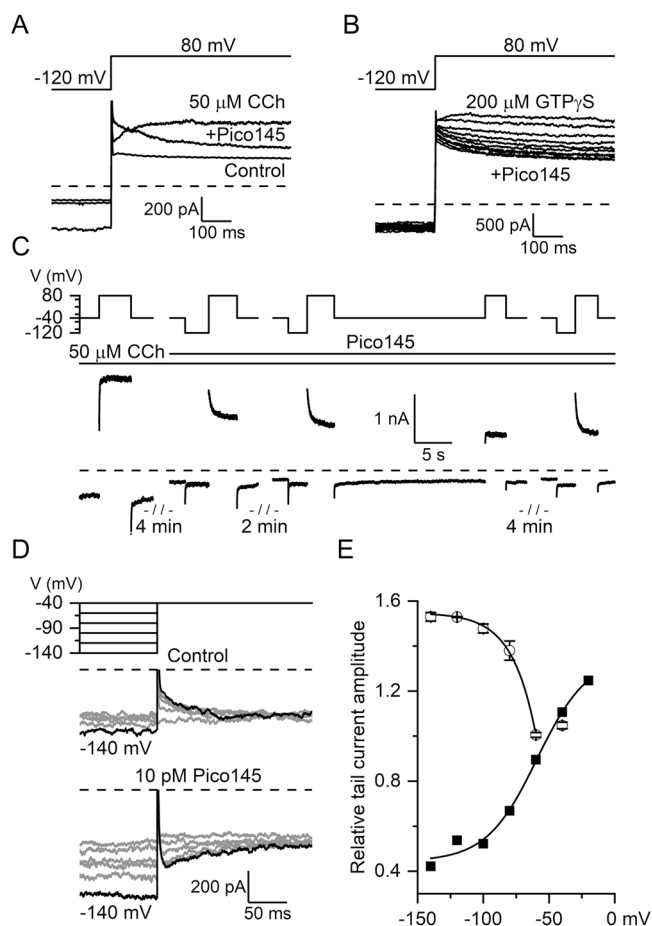 A
80 mV
-120 mV
50 μM CCh
+Pico145
Control
200 pA
100 ms
B
80 mV
-120 mV
200 μM GTPγS
+Pico145
500 pA
100 ms
C
V (mV)
80
-40
-120
Pico145
50 μM CCh
1 nA
5 s
-//-
4 min
-//-
2 min
-//-
4 min
D
V (mV)
-40
-90
-140
Control
-140 mV
10 pM Pico145
-140 mV
200 pA
50 ms
E
Relative tail current amplitude
1.6
1.2
0.8
0.4
-150 -100 -50 0 mV